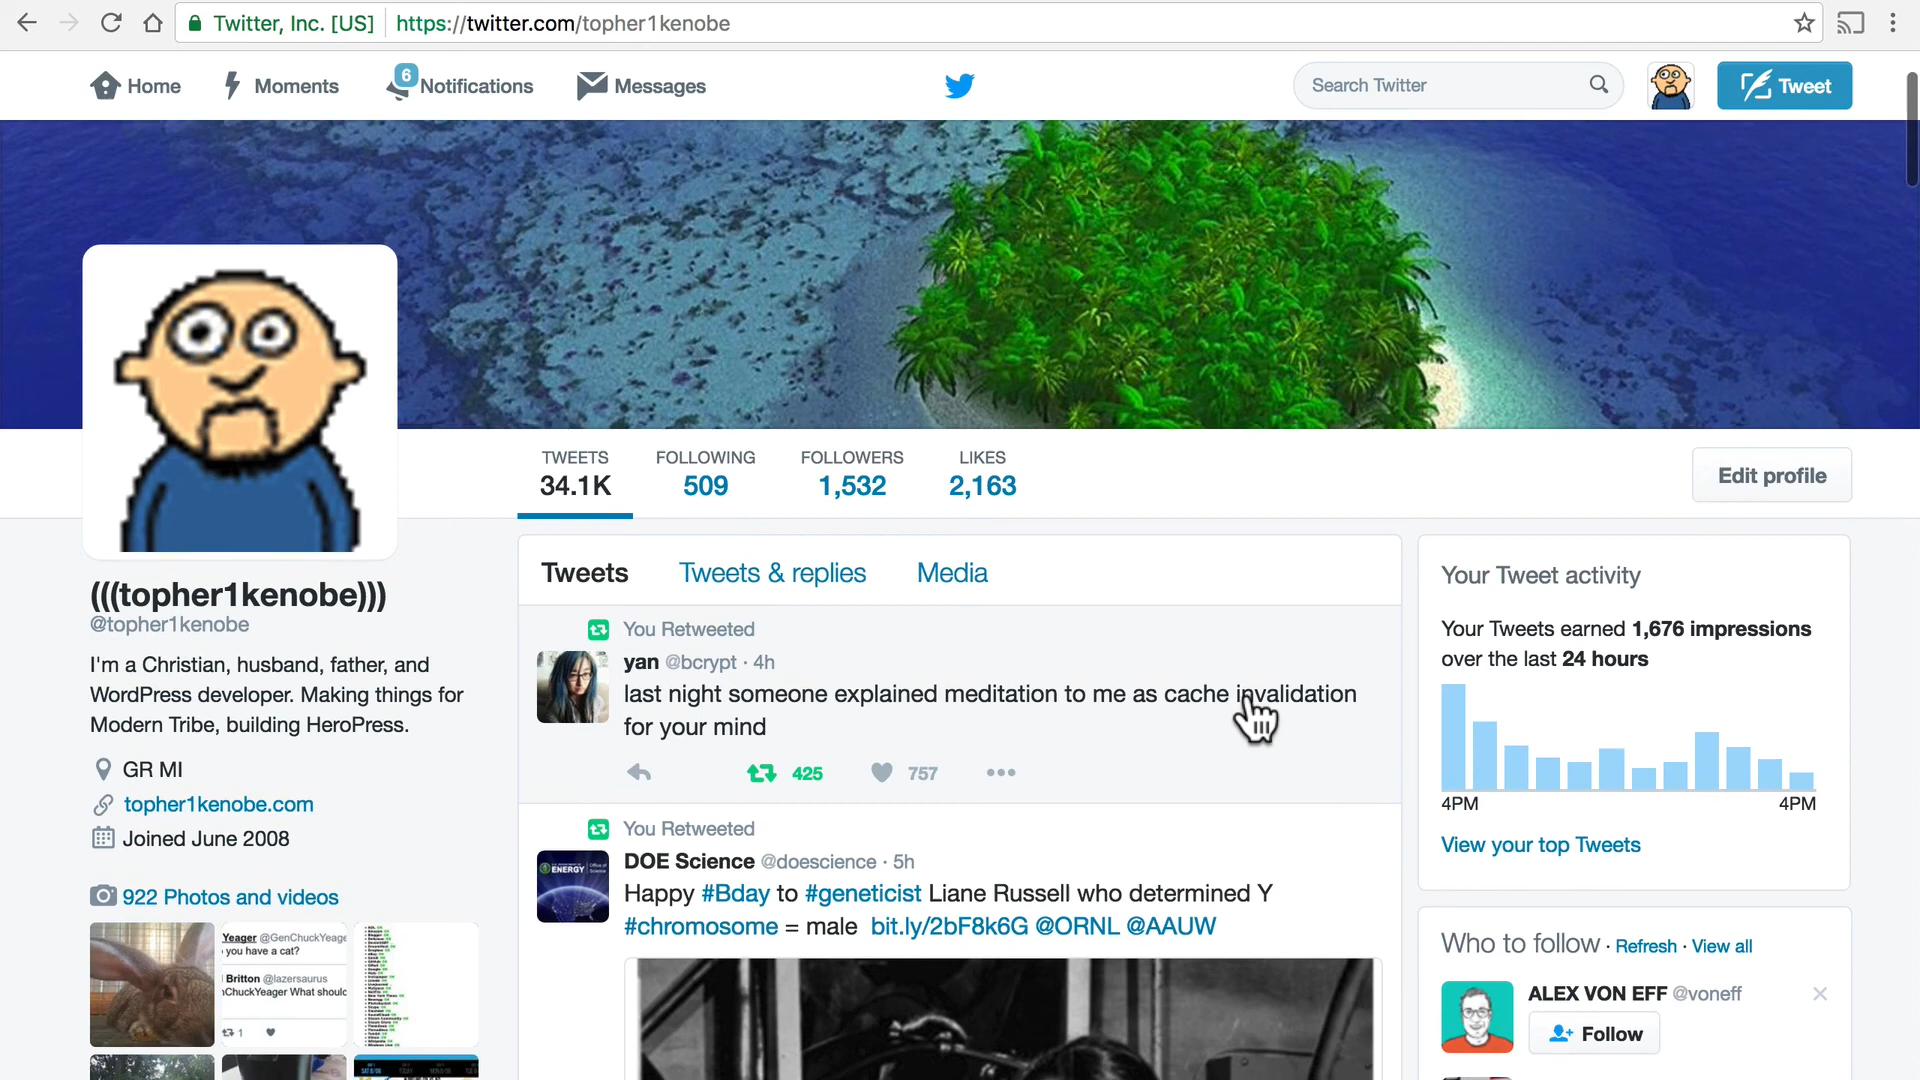 Twitter, Inc. [US] https://twitter.com/topher1kenobe
Home Moments 6 Notifications Messages Search Twitter Tweet
TWEETS FOLLOWING FOLLOWERS LIKES
34.1K 509 1,532 2,163
Edit profile
(((topher1kenobe)))
@topher1kenobe
I'm a Christian, husband, father, and
WordPress developer. Making things for
Modern Tribe, building HeroPress.
GR MI
topher1kenobe.com
Joined June 2008
922 Photos and videos
Yeager @GenChuckYeage
you have a cat?
Britton @lazersaurus
nChuckYeager What should
1
Tweets Tweets & replies Media
You Retweeted
yan @bcrypt · 4h
last night someone explained meditation to me as cache invalidation
for your mind
425 757
You Retweeted
DOE Science @doescience · 5h
ENERGY
Happy #Bday to #geneticist Liane Russell who determined Y
#chromosome = male bit.ly/2bF8k6G @ORNL @AAUW
Your Tweet activity
Your Tweets earned 1,676 impressions
over the last 24 hours
4PM 4PM
View your top Tweets
Who to follow · Refresh · View all
ALEX VON EFF @voneff
Follow